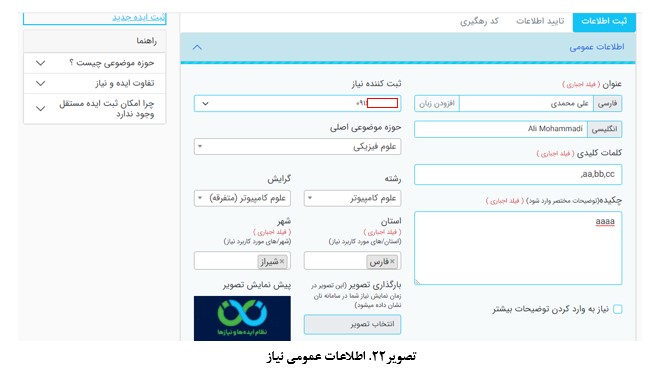 ثبت اطلاعات
تایید اطلاعات
کد رهگیری
ثبت ایده جدید
اطلاعات عمومی
راهنما
حوزه موضوعی چیست ؟
تفاوت ایده و نیاز
چرا امکان ثبت ایده مستقل
وجود ندارد
عنوان ( فیلد اجباری )
فارسی
علی محمدی
افزودن زبان
انگلیسی
Ali Mohammadi
کلمات کلیدی ( فیلد اجباری )
,aa,bb,cc
چکیده(توضیحات مختصر وارد شود) ( فیلد اجباری )
aaaa
نیاز به وارد کردن توضیحات بیشتر
ثبت کننده نیاز
حوزه موضوعی اصلی
علوم فیزیکی
رشته
علوم کامپیوتر
گرایش
علوم کامپیوتر (متفرقه)
استان
( فیلد اجباری )
(استان/های مورد کاربرد نیاز)
×فارس
شهر
( فیلد اجباری )
(شهر/های مورد کاربرد نیاز)
×شیراز
بارگذاری تصویر (این تصویر در
زمان نمایش نیاز شما در سامانه نان
نشان داده میشود)
انتخاب تصویر
پیش نمایش تصویر
نظام ایده‌ها و نیازها
تصویر۲۲. اطلاعات عمومی نیاز